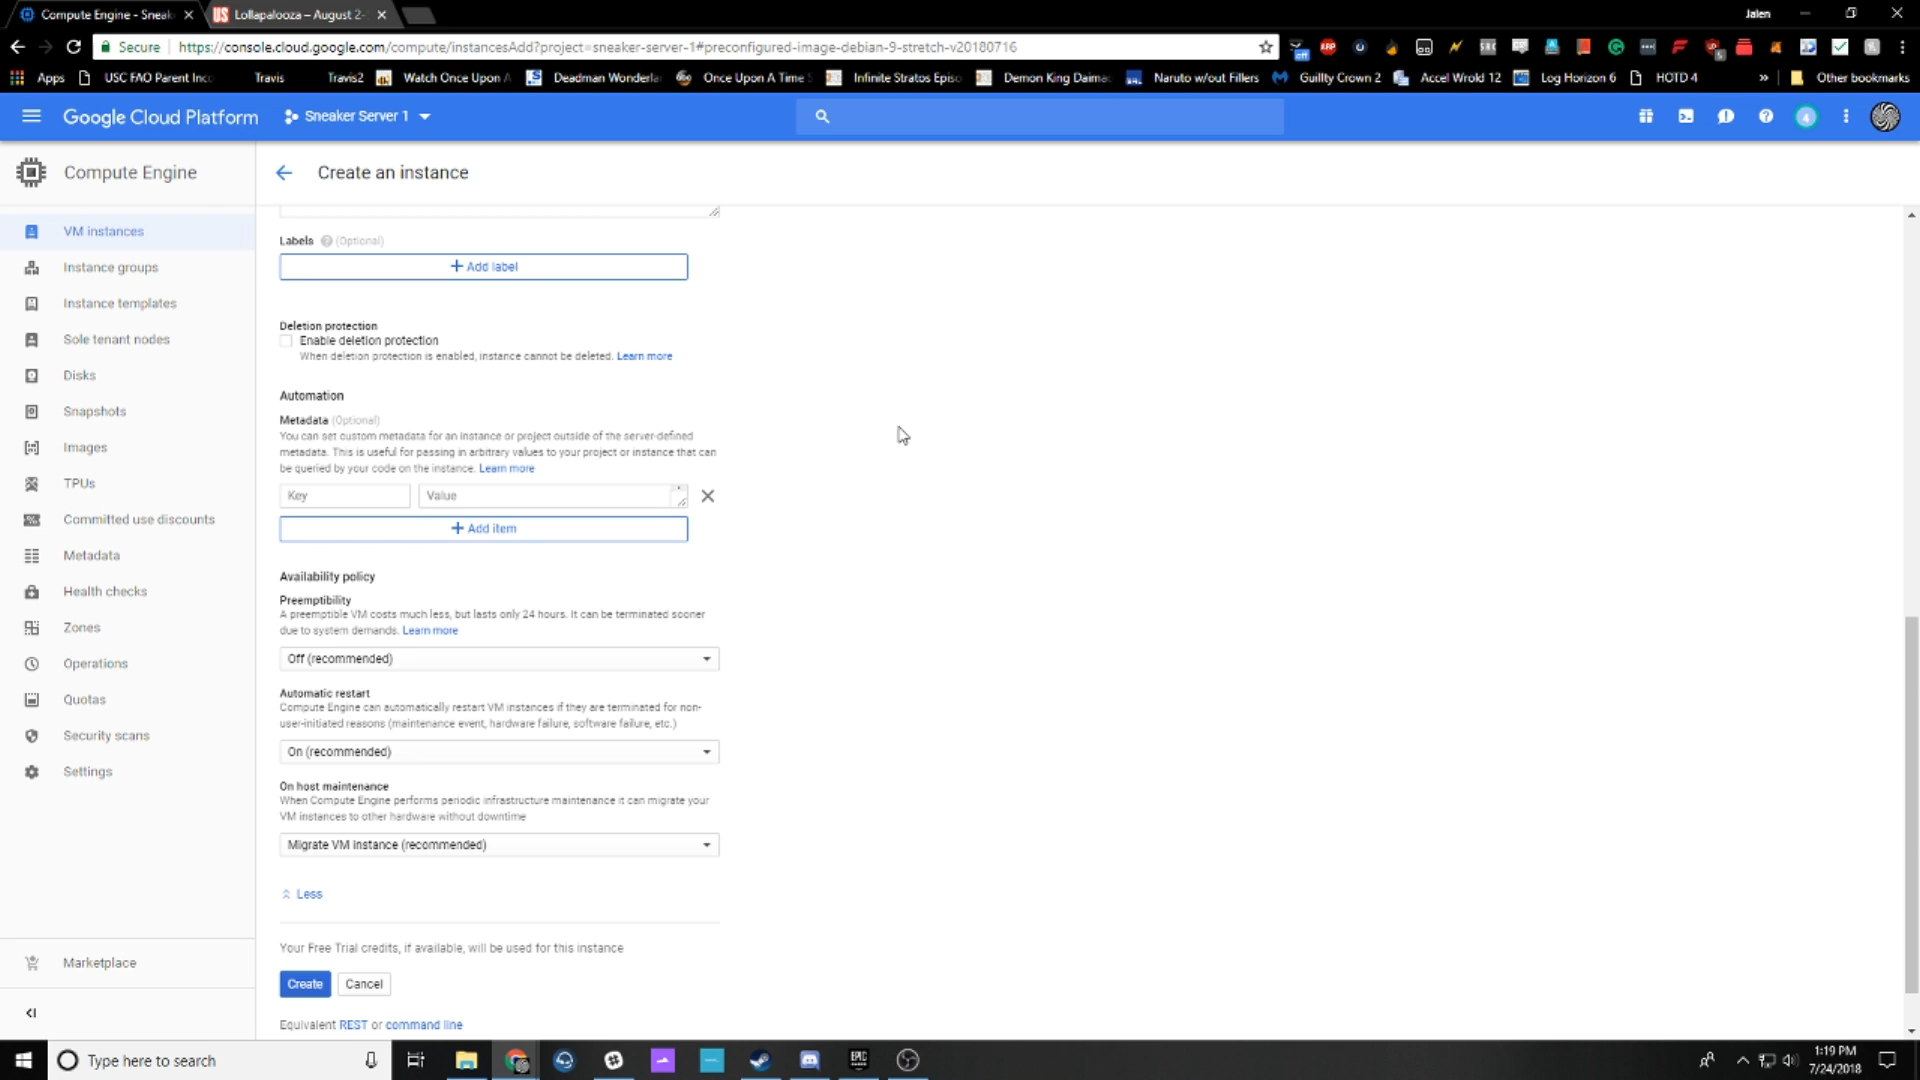 Compute Engine - Sneak
Lollapalooza – August 2-
Jalen
Secure
https://console.cloud.google.com/compute/instancesAdd?project=sneaker-server-1#preconfigured-image-debian-9-stretch-v20180716
Apps
USC FAO Parent Inc
Travis
Travis2
Watch Once Upon A
Deadman Wonderla
Once Upon A Time
Infinite Stratos Episo
Demon King Daima
Naruto w/out Fillers
Guillty Crown 2
Accel Wrold 12
Log Horizon 6
HOTD 4
»
Other bookmarks
Google Cloud Platform
Sneaker Server 1
4
Compute Engine
Create an instance
VM instances
Instance groups
Instance templates
Sole tenant nodes
Disks
Snapshots
Images
TPUs
Committed use discounts
Metadata
Health checks
Zones
Operations
Quotas
Security scans
Settings
Marketplace
Labels (Optional)
+ Add label
Deletion protection
Enable deletion protection
When deletion protection is enabled, instance cannot be deleted. Learn more
Automation
Metadata (Optional)
You can set custom metadata for an instance or project outside of the server-defined
metadata. This is useful for passing in arbitrary values to your project or instance that can
be queried by your code on the instance. Learn more
Key
Value
+ Add item
Availability policy
Preemptibility
A preemptible VM costs much less, but lasts only 24 hours. It can be terminated sooner
due to system demands. Learn more
Off (recommended)
Automatic restart
Compute Engine can automatically restart VM instances if they are terminated for non-
user-initiated reasons (maintenance event, hardware failure, software failure, etc.)
On (recommended)
On host maintenance
When Compute Engine performs periodic infrastructure maintenance it can migrate your
VM instances to other hardware without downtime
Migrate VM instance (recommended)
Less
Your Free Trial credits, if available, will be used for this instance
Create
Cancel
Equivalent REST or command line
Type here to search
EPIC
1:19 PM
7/24/2018